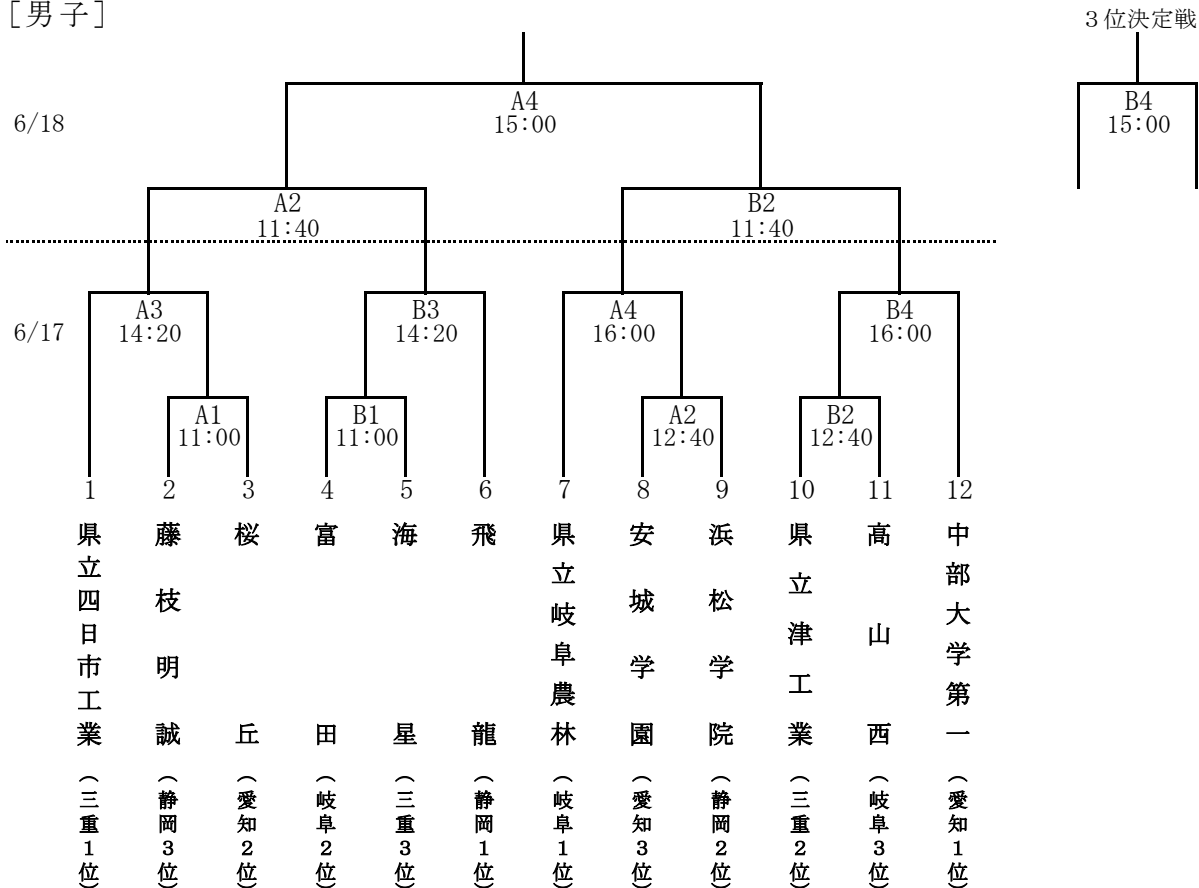 ［男子］
３位決定戦
A4
15:00
B4
15:00
6/18
A2
11:40
B2
11:40
6/17
A3
14:20
B3
14:20
A4
16:00
B4
16:00
A1
11:00
B1
11:00
A2
12:40
B2
12:40
1 2 3 4 5 6 7 8 9 10 11 12
県立四日市工業（三重１位）
藤枝明誠（静岡３位）
桜丘（愛知２位）
富田（岐阜２位）
海星（三重３位）
飛龍（静岡１位）
県立岐阜農林（岐阜１位）
安城学園（愛知３位）
浜松学院（静岡２位）
県立津工業（三重２位）
高山西（岐阜３位）
中部大学第一（愛知１位）